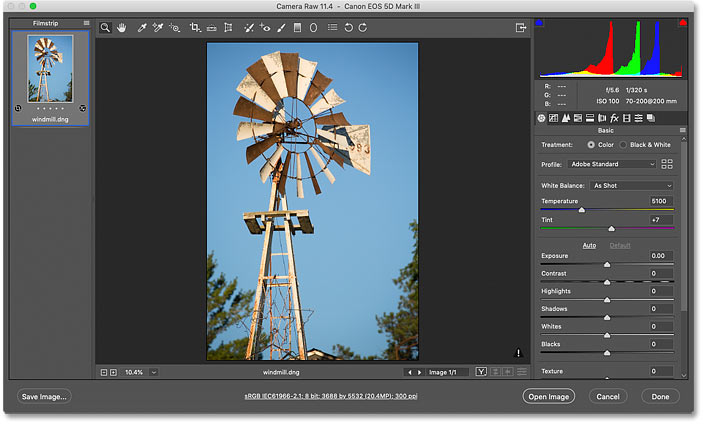 Camera Raw 11.4 - Canon EOS 5D Mark III
Filmstrip
windmill.dng
R: ---
G: ---
B: ---
f/5.6 1/320 s
ISO 100 70-200@200 mm
fx
Basic
Treatment: Color Black & White
Profile: Adobe Standard
White Balance: As Shot
Temperature 5100
Tint +7
Auto Default
Exposure 0.00
Contrast 0
Highlights 0
Shadows 0
Whites 0
Blacks 0
Texture 0
10.4% windmill.dng Image 1/1 Y
Save Image... sRGB IEC61966-2.1; 8 bit; 3688 by 5532 (20.4MP); 300 ppi Open Image Cancel Done